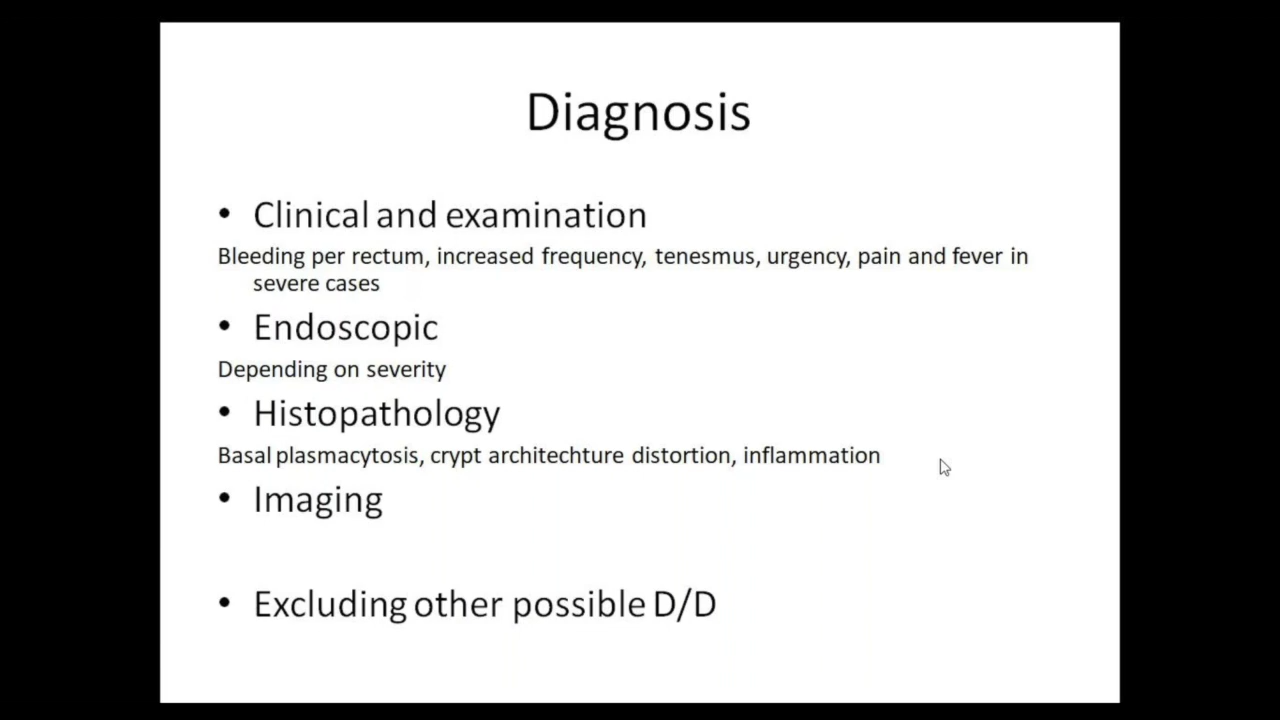 Diagnosis
• Clinical and examination
Bleeding per rectum, increased frequency, tenesmus, urgency, pain and fever in
severe cases
• Endoscopic
Depending on severity
• Histopathology
Basal plasmacytosis, crypt architechture distortion, inflammation
• Imaging
• Excluding other possible D/D